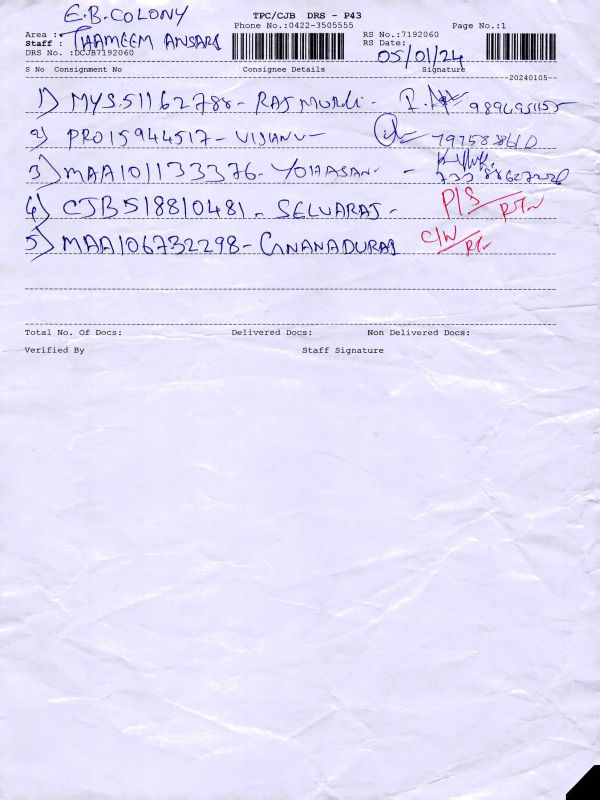 E.B.COLONY
TPC/CJB DRS - P43
Phone No.:0422-3505555 Page No.:1
Area :
Staff : THAMEEM ANSARI
RS No.:7192060
RS Date: 05/01/24
DRS No. :DCJB7192060
S No Consignment No Consignee Details Signature
20240105
1) MYS51162788 - RAJ MURLI -
2) PRO15944517 - VISHNU -
3) MAA101133376 - YOHASAN -
4) CJB518810481 - SELVARAJ - P/S RTN
5) MAA106732298 - GNANADURAI C/N RTN
Total No. Of Docs: Delivered Docs: Non Delivered Docs:
Verified By Staff Signature